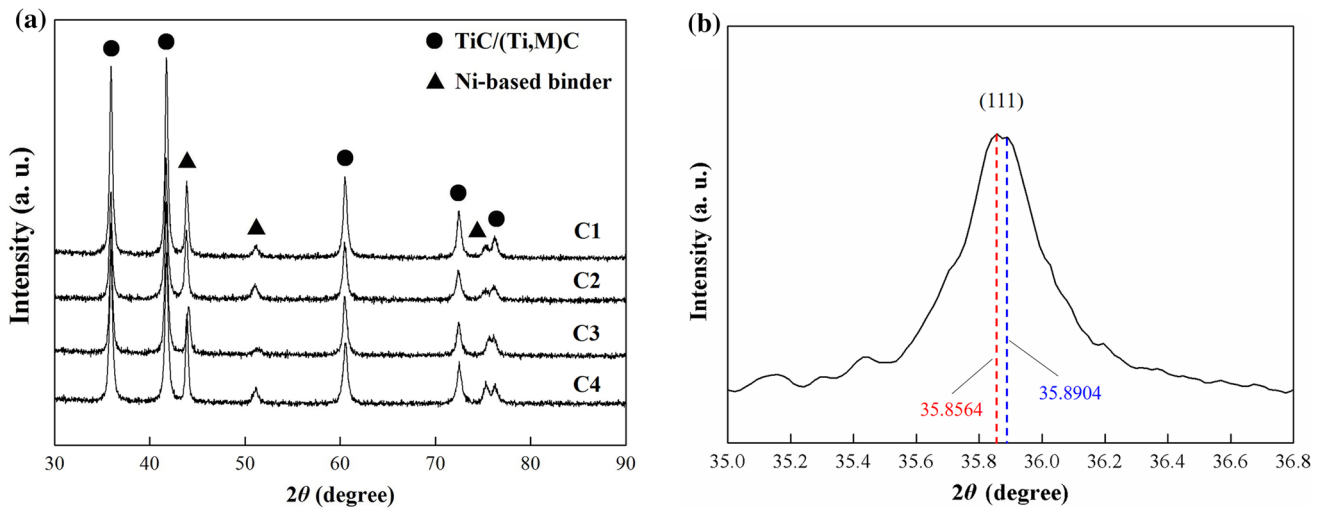 (a)
● TiC/(Ti,M)C
▲ Ni-based binder
C1
C2
C3
C4
Intensity (a. u.)
30 40 50 60 70 80 90
2θ (degree)
(b)
(111)
35.8564
35.8904
Intensity (a. u.)
35.0 35.2 35.4 35.6 35.8 36.0 36.2 36.4 36.6 36.8
2θ (degree)